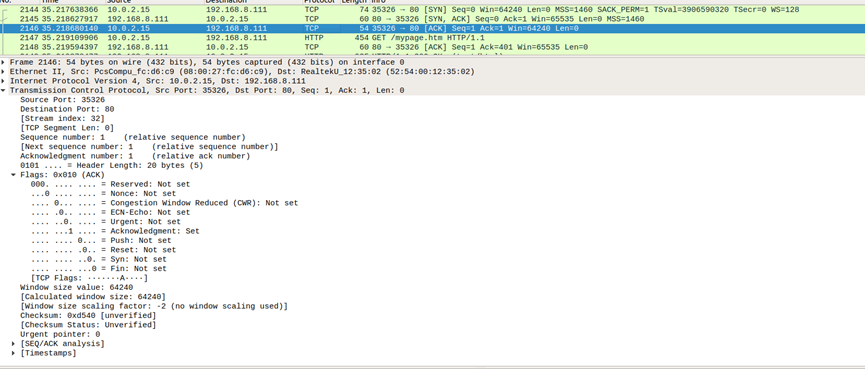 No. Time Source Destination Protocol Length Info
2144 35.217638366 10.0.2.15 192.168.8.111 TCP 74 35326 → 80 [SYN] Seq=0 Win=64240 Len=0 MSS=1460 SACK_PERM=1 TSval=3906590320 TSecr=0 WS=128
2145 35.218627917 192.168.8.111 10.0.2.15 TCP 60 80 → 35326 [SYN, ACK] Seq=0 Ack=1 Win=65535 Len=0 MSS=1460
2146 35.218680140 10.0.2.15 192.168.8.111 TCP 54 35326 → 80 [ACK] Seq=1 Ack=1 Win=64240 Len=0
2147 35.219109906 10.0.2.15 192.168.8.111 HTTP 454 GET /mypage.htm HTTP/1.1
2148 35.219594397 192.168.8.111 10.0.2.15 TCP 60 80 → 35326 [ACK] Seq=1 Ack=401 Win=65535 Len=0
Frame 2146: 54 bytes on wire (432 bits), 54 bytes captured (432 bits) on interface 0
Ethernet II, Src: PcsCompu_fc:d6:c9 (08:00:27:fc:d6:c9), Dst: RealtekU_12:35:02 (52:54:00:12:35:02)
Internet Protocol Version 4, Src: 10.0.2.15, Dst: 192.168.8.111
Transmission Control Protocol, Src Port: 35326, Dst Port: 80, Seq: 1, Ack: 1, Len: 0
Source Port: 35326
Destination Port: 80
[Stream index: 32]
[TCP Segment Len: 0]
Sequence number: 1 (relative sequence number)
[Next sequence number: 1 (relative sequence number)]
Acknowledgment number: 1 (relative ack number)
0101 .... = Header Length: 20 bytes (5)
Flags: 0x010 (ACK)
000. .... .... = Reserved: Not set
...0 .... .... = Nonce: Not set
.... 0... .... = Congestion Window Reduced (CWR): Not set
.... .0.. .... = ECN-Echo: Not set
.... ..0. .... = Urgent: Not set
.... ...1 .... = Acknowledgment: Set
.... .... 0... = Push: Not set
.... .... .0.. = Reset: Not set
.... .... ..0. = Syn: Not set
.... .... ...0 = Fin: Not set
[TCP Flags: ·······A····]
Window size value: 64240
[Calculated window size: 64240]
[Window size scaling factor: -2 (no window scaling used)]
Checksum: 0xd540 [unverified]
[Checksum Status: Unverified]
Urgent pointer: 0
[SEQ/ACK analysis]
[Timestamps]